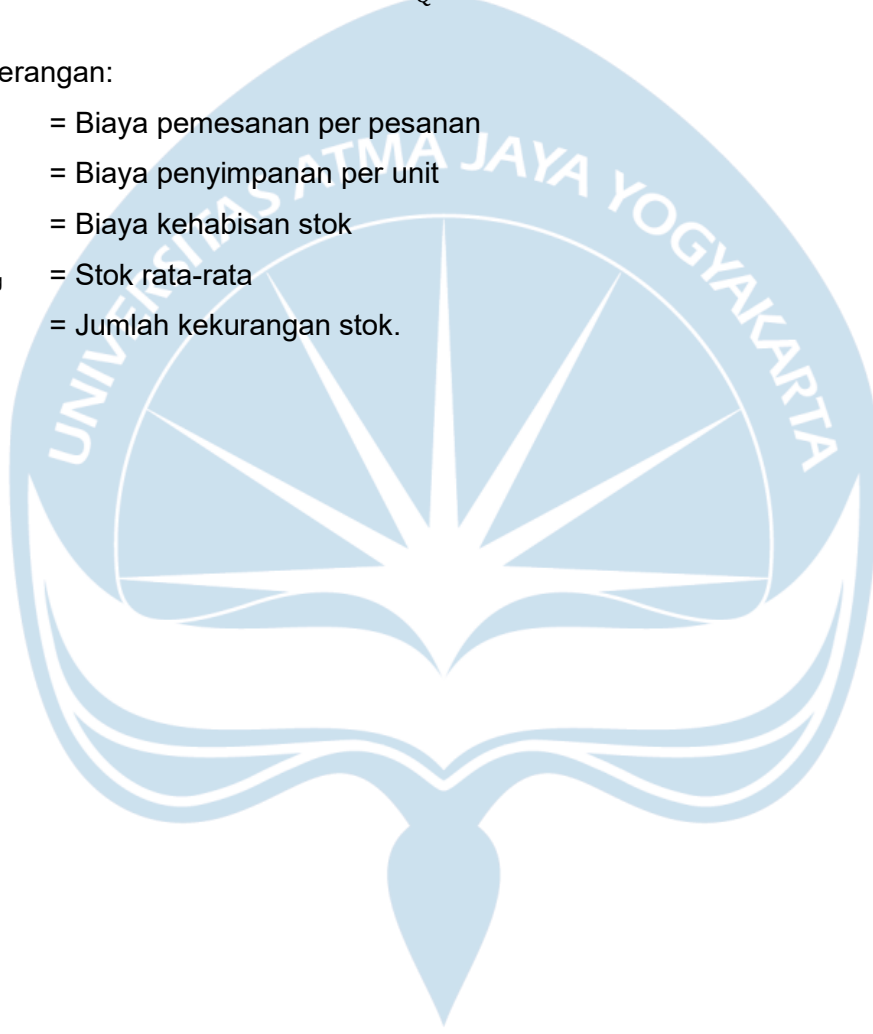 erangan:
= Biaya pemesanan per pesanan
= Biaya penyimpanan per unit
= Biaya kehabisan stok
= Stok rata-rata
= Jumlah kekurangan stok.
UNIVERSITAS ATMA JAYA YOGYAKARTA